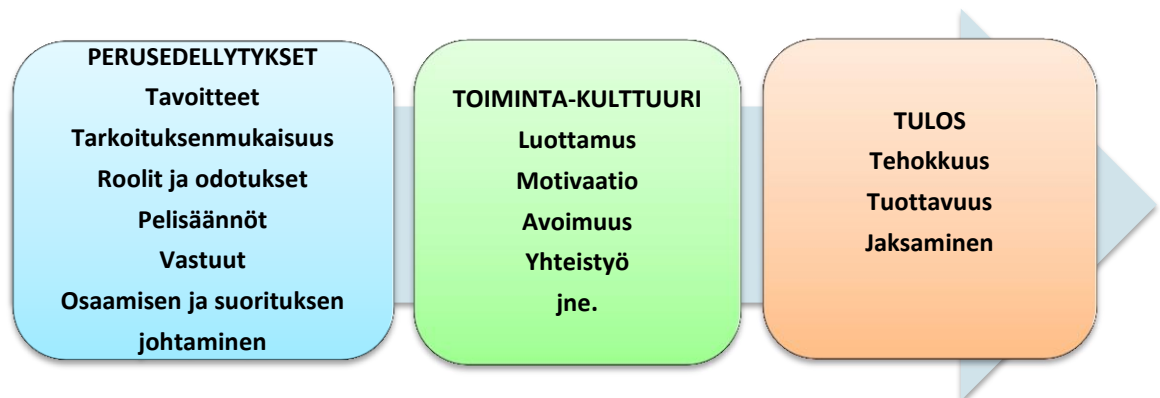 PERUSEDELLYTYKSET
Tavoitteet
Tarkoituksenmukaisuus
Roolit ja odotukset
Pelisäännöt
Vastuut
Osaamisen ja suorituksen
johtaminen
TOIMINTA-KULTTUURI
Luottamus
Motivaatio
Avoimuus
Yhteistyö
jne.
TULOS
Tehokkuus
Tuottavuus
Jaksaminen